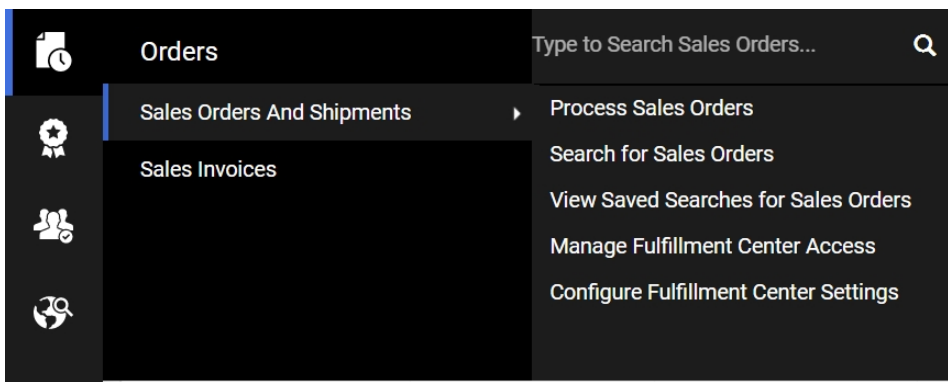 Orders
Type to Search Sales Orders...
Sales Orders And Shipments
Sales Invoices
Process Sales Orders
Search for Sales Orders
View Saved Searches for Sales Orders
Manage Fulfillment Center Access
Configure Fulfillment Center Settings